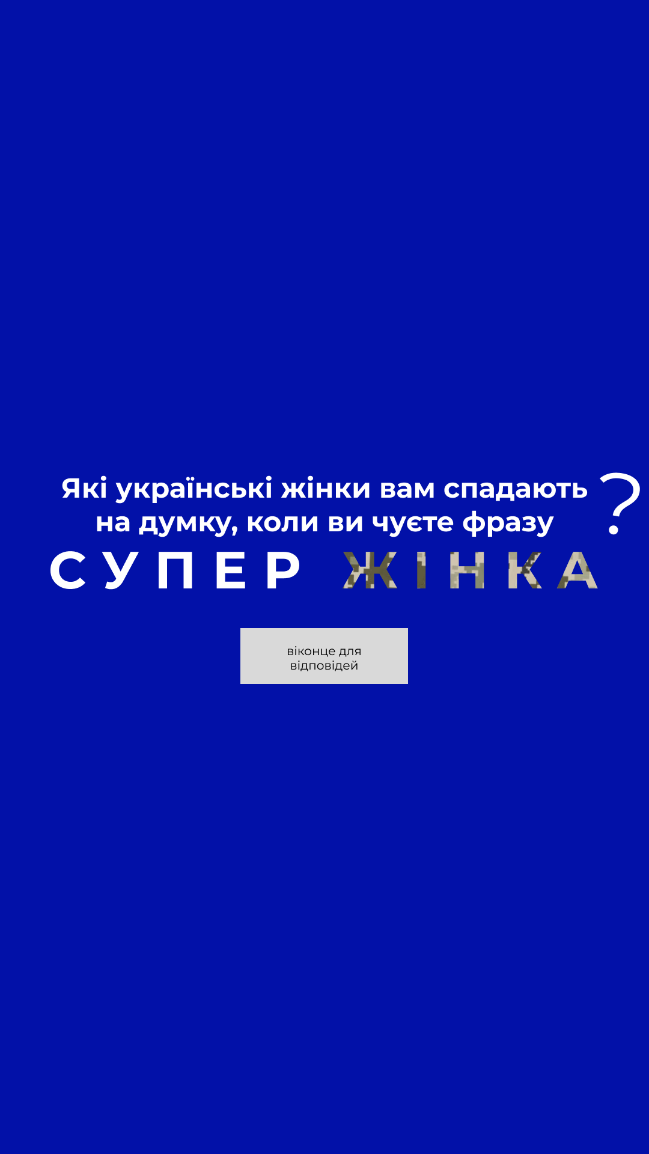 Які українські жінки вам спадають
на думку, коли ви чуєте фразу ?
СУПЕР ЖІНКА
віконце для
відповідей